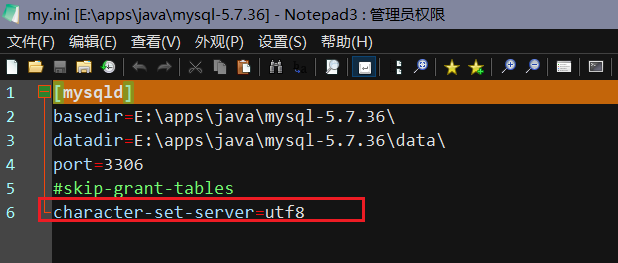 my.ini [E:\apps\java\mysql-5.7.36] - Notepad3 : 管理员权限
文件(F) 编辑(E) 查看(V) 外观(P) 设置(S) 帮助(H)
1 [mysqld]
2 basedir=E:\apps\java\mysql-5.7.36\
3 datadir=E:\apps\java\mysql-5.7.36\data\
4 port=3306
5 #skip-grant-tables
6 character-set-server=utf8